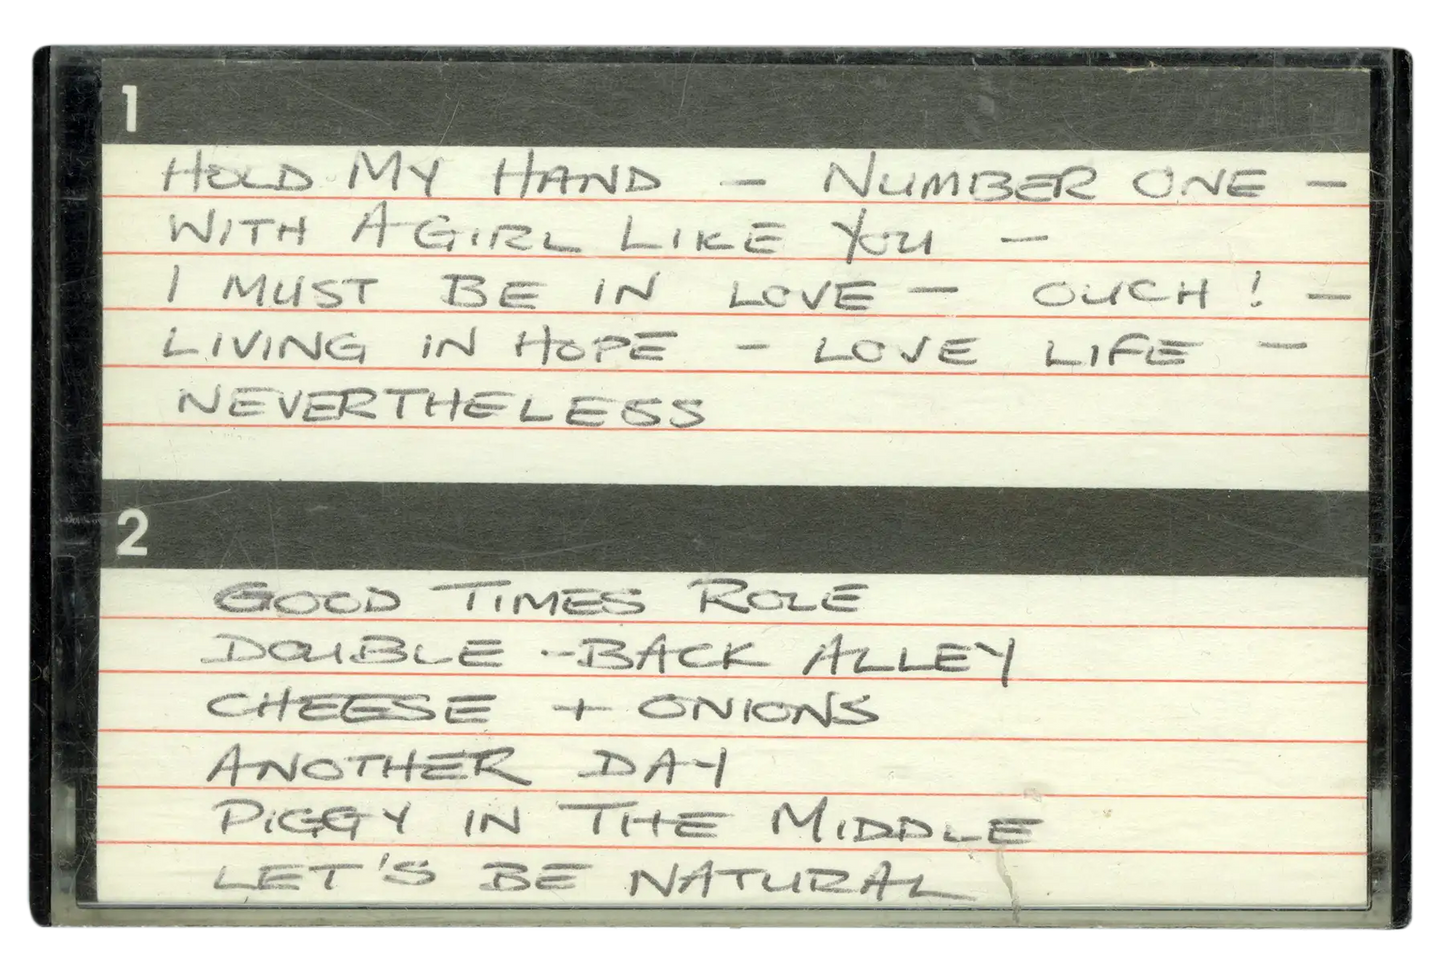 1
HOLD MY HAND - NUMBER ONE -
WITH A GIRL LIKE YOU -
I MUST BE IN LOVE - OUCH! -
LIVING IN HOPE - LOVE LIFE -
NEVERTHELESS
2
GOOD TIMES ROLE
DOUBLE-BACK ALLEY
CHEESE + ONIONS
ANOTHER DAY
PIGGY IN THE MIDDLE
LET'S BE NATURAL